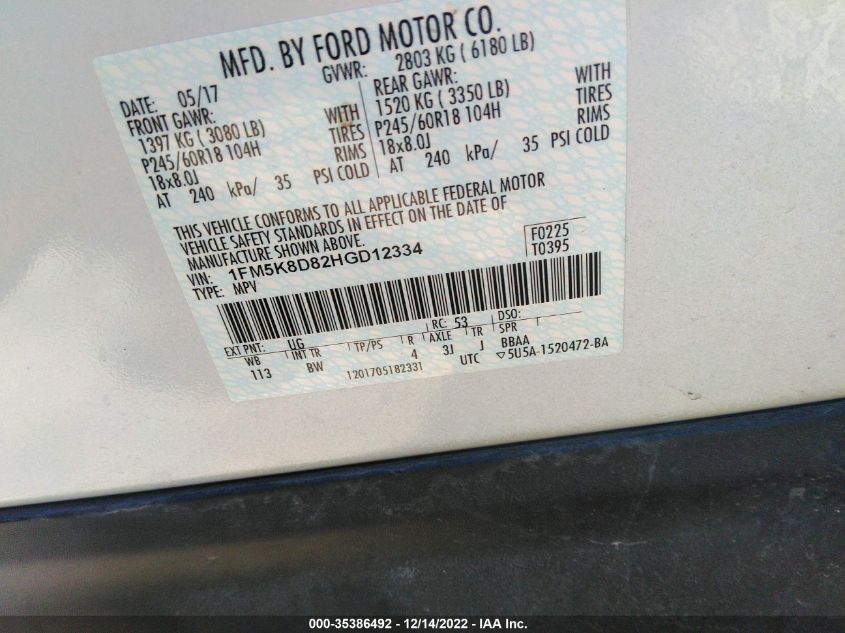 MFD. BY FORD MOTOR CO.
DATE: 05/17
GVWR: 2803 KG ( 6180 LB)
FRONT GAWR:
1397 KG ( 3080 LB) WITH
P245/60R18 104H TIRES
18x8.0J RIMS
AT 240 kPa/ 35 PSI COLD
REAR GAWR:
1520 KG ( 3350 LB) WITH
P245/60R18 104H TIRES
18x8.0J RIMS
AT 240 kPa/ 35 PSI COLD
THIS VEHICLE CONFORMS TO ALL APPLICABLE FEDERAL MOTOR
VEHICLE SAFETY STANDARDS IN EFFECT ON THE DATE OF
MANUFACTURE SHOWN ABOVE.
VIN: 1FM5K8D82HGD12334
TYPE: MPV
F0225
T0395
EXT PNT: UG RC: 53 DSO:
WB INT TR TP/PS R AXLE TR SPR
113 BW 4 3J J BBAA
1201705182331 UTC ▽5U5A-1520472-BA
000-35386492 - 12/14/2022 - IAA Inc.